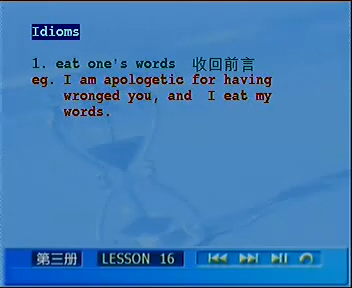 Idioms
1. eat one's words 收回前言
eg. I am apologetic for having
wronged you, and I eat my
words.
第三册 LESSON 16